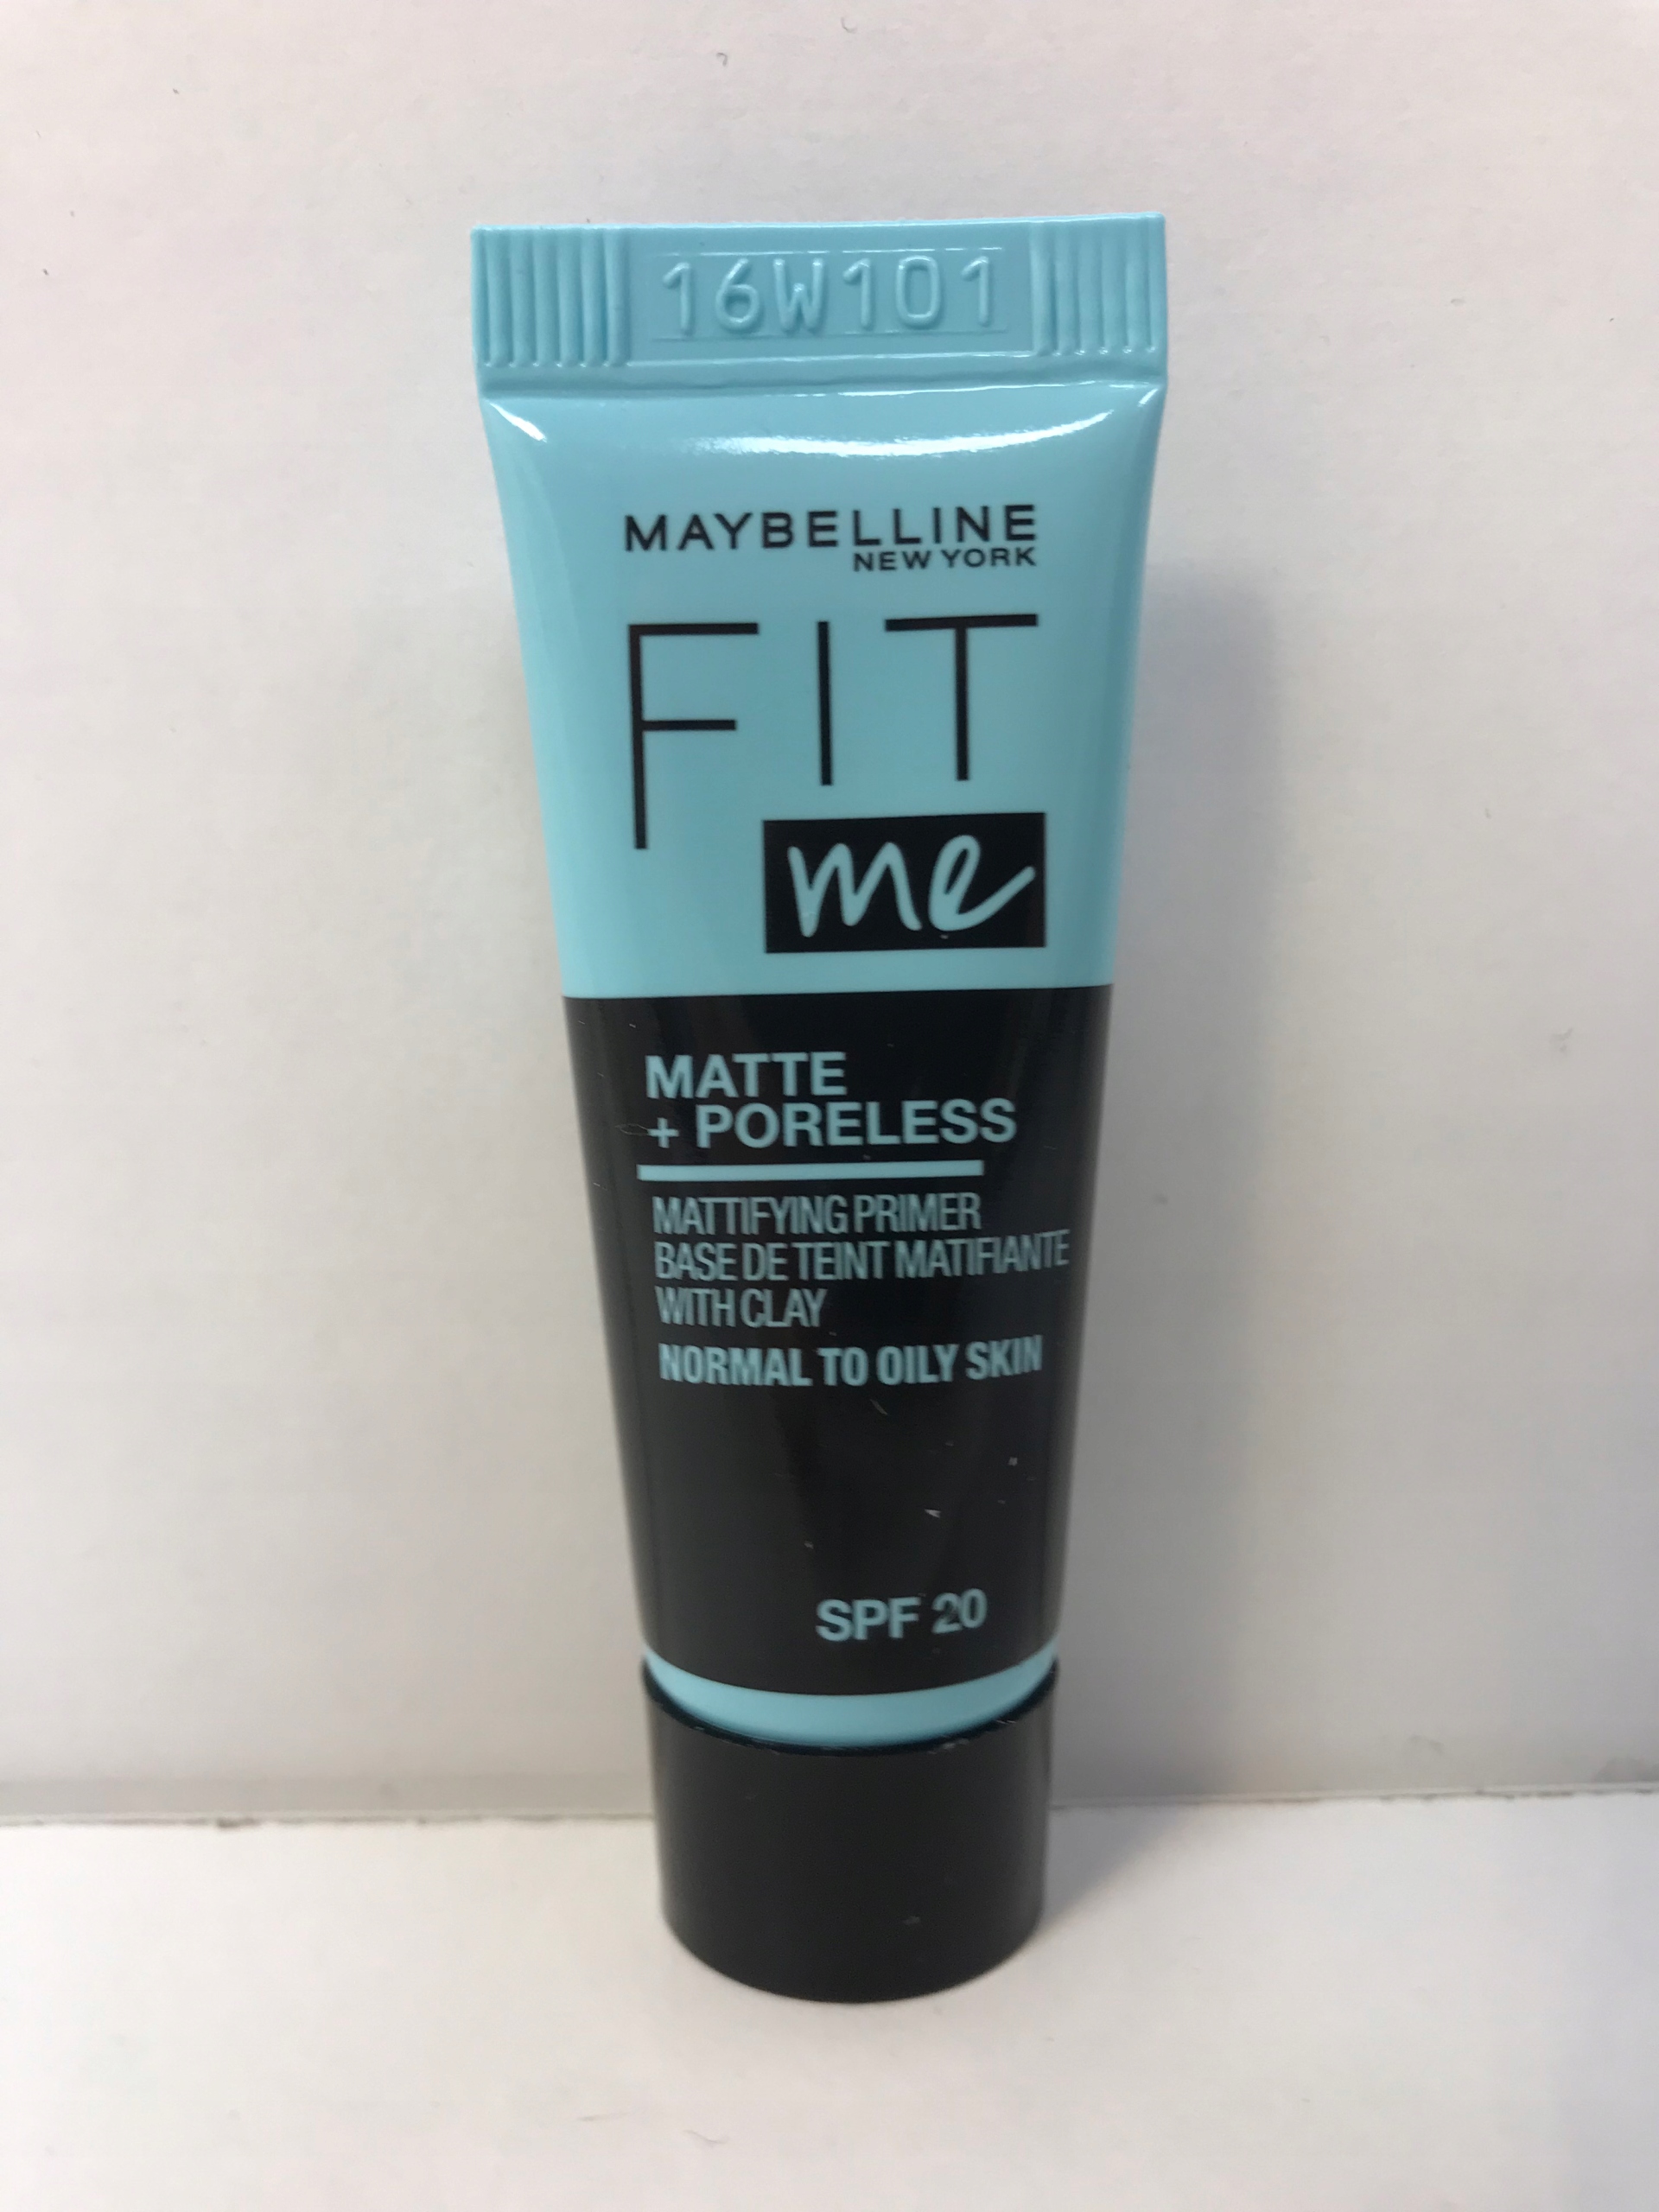 16W101
MAYBELLINE
NEW YORK
FIT
me
MATTE
+ PORELESS
MATTIFYING PRIMER
BASE DE TEINT MATIFIANTE
WITH CLAY
NORMAL TO OILY SKIN
SPF 20